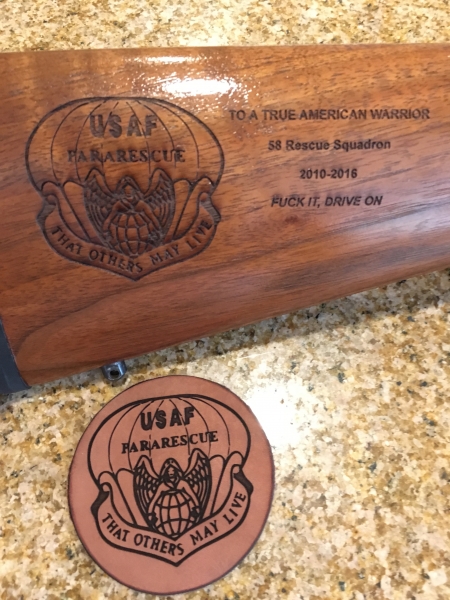 USAF
PARARESCUE
THAT OTHERS MAY LIVE
TO A TRUE AMERICAN WARRIOR
58 Rescue Squadron
2010-2016
FUCK IT, DRIVE ON
USAF
PARARESCUE
THAT OTHERS MAY LIVE